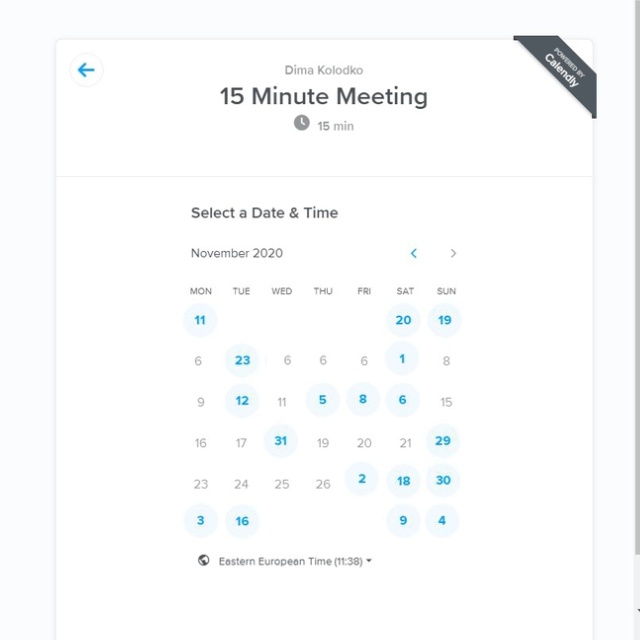 Dima Kolodko
POWERED BY
Calendly
15 Minute Meeting
15 min
Select a Date & Time
November 2020
MON TUE WED THU FRI SAT SUN
11 20 19
6 23 6 6 6 1 8
9 12 11 5 8 6 15
16 17 31 19 20 21 29
23 24 25 26 2 18 30
3 16 9 4
Eastern European Time (11:38)